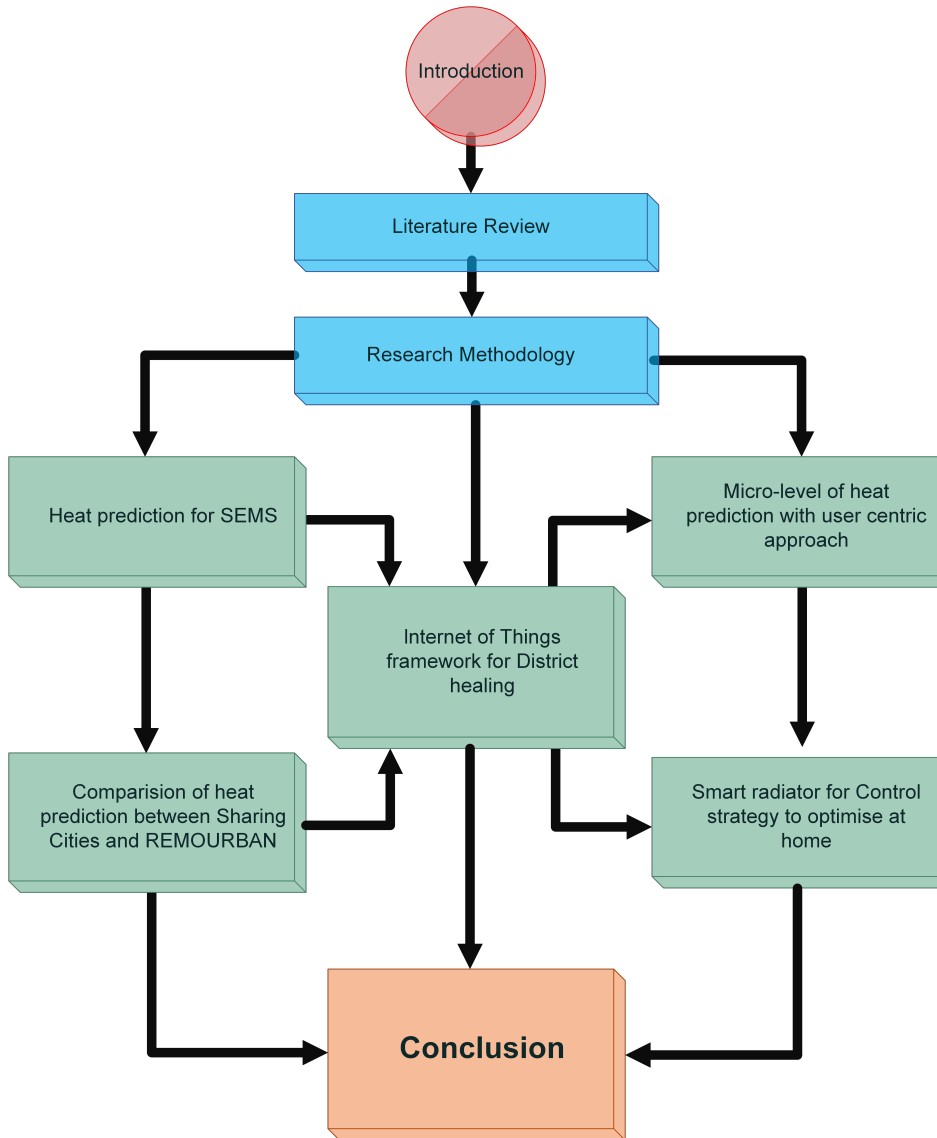 Introduction
Literature Review
Research Methodology
Heat prediction for SEMS
Micro-level of heat
prediction with user centric
approach
Internet of Things
framework for District
healing
Comparision of heat
prediction between Sharing
Cities and REMOURBAN
Smart radiator for Control
strategy to optimise at
home
Conclusion